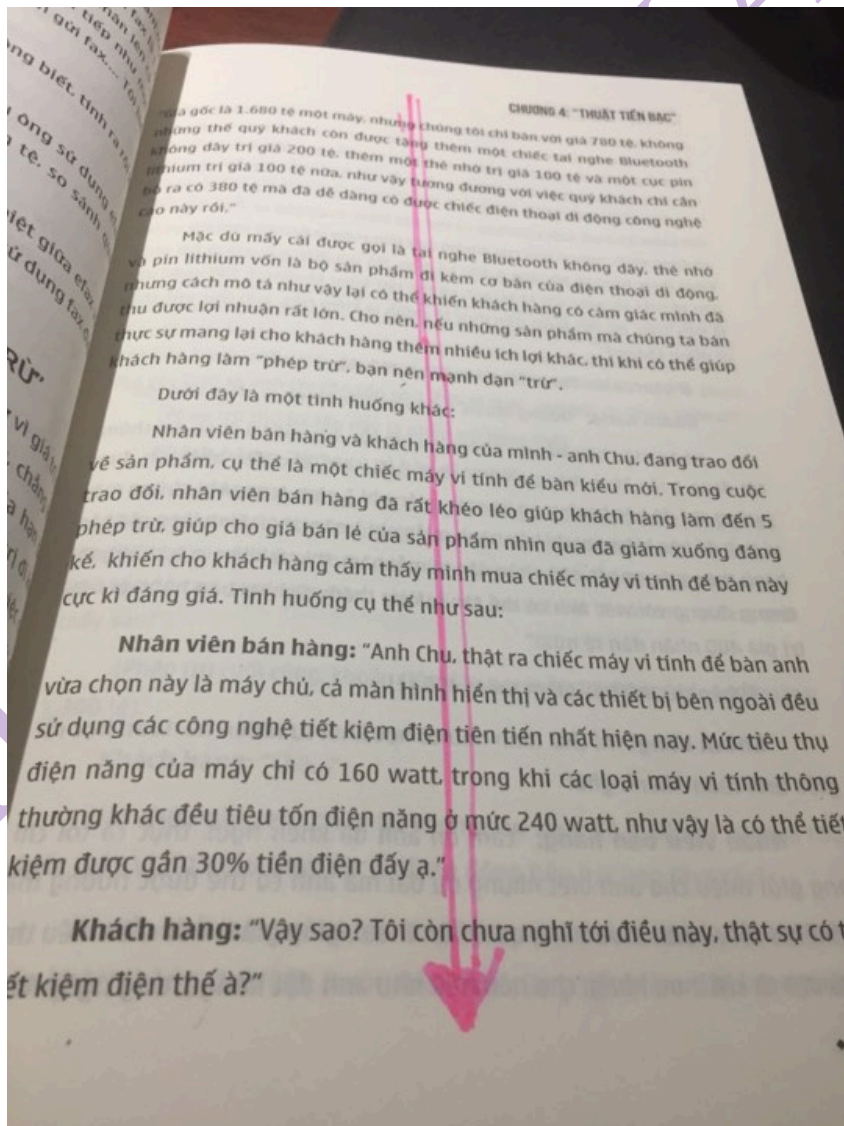 CHƯƠNG 4: "THUẬT TIỀN BẠC"
"Giá gốc là 1.680 tệ một máy, nhưng chúng tôi chỉ bán với giá 780 tệ, không
những thế quý khách còn được tặng thêm một chiếc tai nghe Bluetooth
không dây trị giá 200 tệ, thêm một thẻ nhớ trị giá 100 tệ và một cục pin
lithium trị giá 100 tệ nữa, như vậy tương đương với việc quý khách chỉ cần
bỏ ra có 380 tệ mà đã dễ dàng có được chiếc điện thoại di động công nghệ
cao này rồi."
Mặc dù mấy cái được gọi là tai nghe Bluetooth không dây, thẻ nhớ
và pin lithium vốn là bộ sản phẩm đi kèm cơ bản của điện thoại di động,
nhưng cách mô tả như vậy lại có thể khiến khách hàng có cảm giác mình đã
thu được lợi nhuận rất lớn. Cho nên, nếu những sản phẩm mà chúng ta bán
thực sự mang lại cho khách hàng thêm nhiều ích lợi khác, thì khi có thể giúp
khách hàng làm "phép trừ", bạn nên mạnh dạn "trừ".
Dưới đây là một tình huống khác:
Nhân viên bán hàng và khách hàng của mình - anh Chu, đang trao đổi
về sản phẩm, cụ thể là một chiếc máy vi tính để bàn kiểu mới. Trong cuộc
trao đổi, nhân viên bán hàng đã rất khéo léo giúp khách hàng làm đến 5
phép trừ, giúp cho giá bán lẻ của sản phẩm nhìn qua đã giảm xuống đáng
kể, khiến cho khách hàng cảm thấy mình mua chiếc máy vi tính để bàn này
cực kì đáng giá. Tình huống cụ thể như sau:
Nhân viên bán hàng: "Anh Chu, thật ra chiếc máy vi tính để bàn anh
vừa chọn này là máy chủ, cả màn hình hiển thị và các thiết bị bên ngoài đều
sử dụng các công nghệ tiết kiệm điện tiên tiến nhất hiện nay. Mức tiêu thụ
điện năng của máy chỉ có 160 watt, trong khi các loại máy vi tính thông
thường khác đều tiêu tốn điện năng ở mức 240 watt, như vậy là có thể tiết
kiệm được gần 30% tiền điện đấy ạ."
Khách hàng: "Vậy sao? Tôi còn chưa nghĩ tới điều này, thật sự có t
ết kiệm điện thế à?"